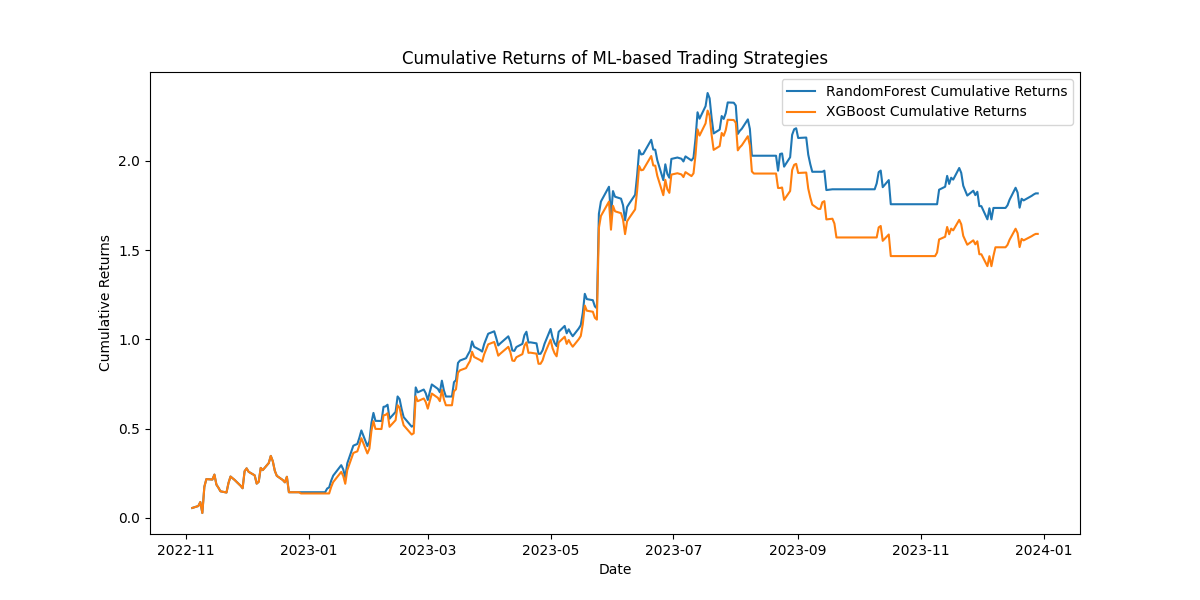 Cumulative Returns of ML-based Trading Strategies
RandomForest Cumulative Returns
XGBoost Cumulative Returns
Cumulative Returns
2.0
1.5
1.0
0.5
0.0
2022-11 2023-01 2023-03 2023-05 2023-07 2023-09 2023-11 2024-01
Date